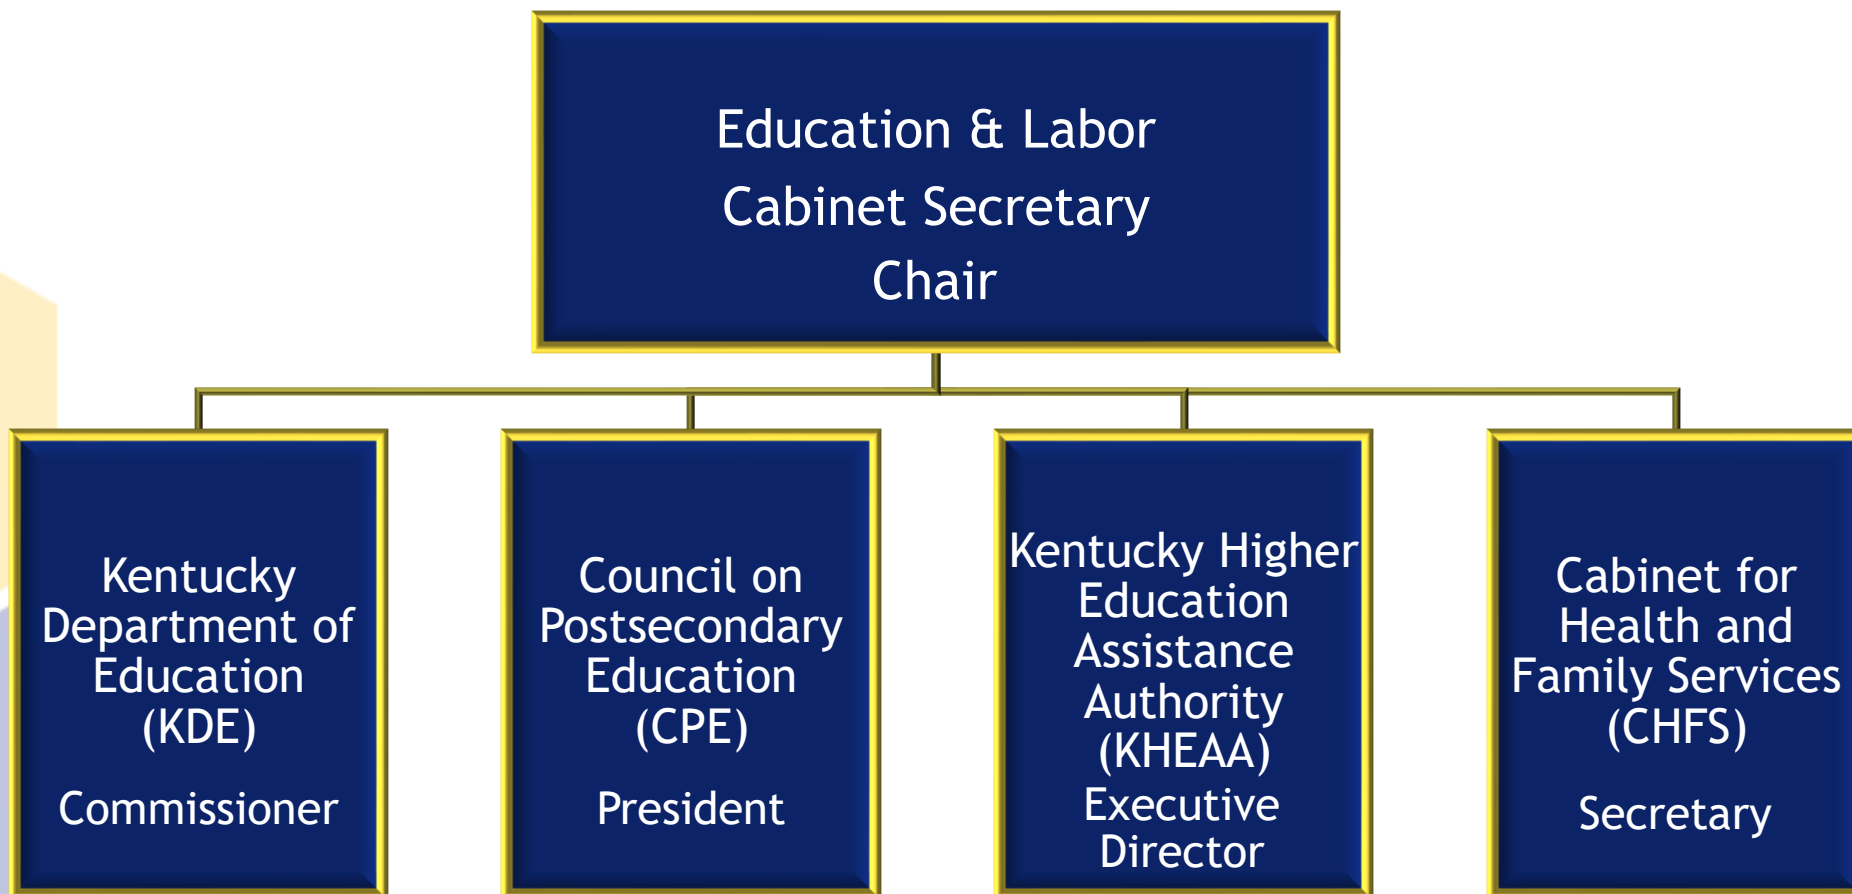 Education & Labor
Cabinet Secretary
Chair
Kentucky
Department of
Education
(KDE)
Commissioner
Council on
Postsecondary
Education
(CPE)
President
Kentucky Higher
Education
Assistance
Authority
(KHEAA)
Executive
Director
Cabinet for
Health and
Family Services
(CHFS)
Secretary